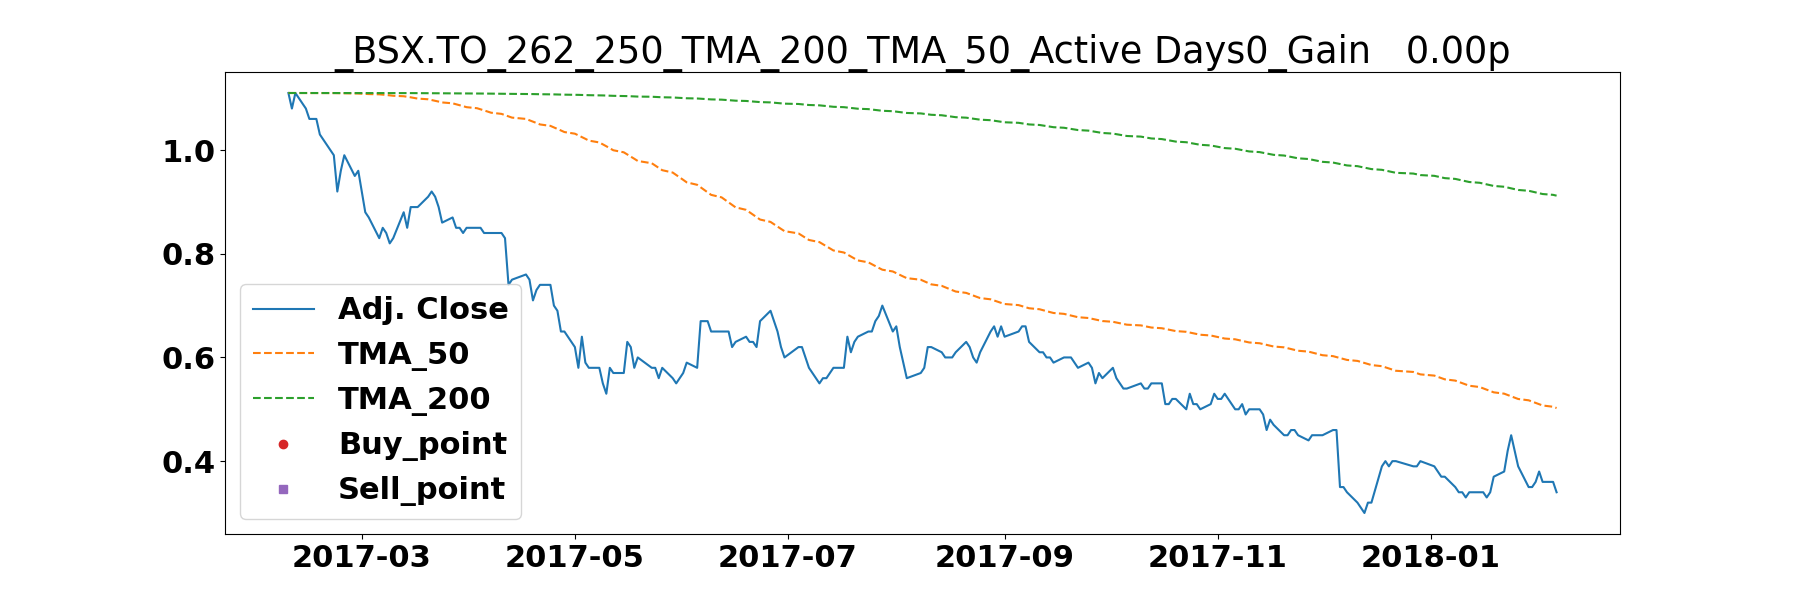 _BSX.TO_262_250_TMA_200_TMA_50_Active Days0_Gain   0.00p
1.0
0.8
0.6
0.4
Adj. Close
TMA_50
TMA_200
Buy_point
Sell_point
2017-03 2017-05 2017-07 2017-09 2017-11 2018-01